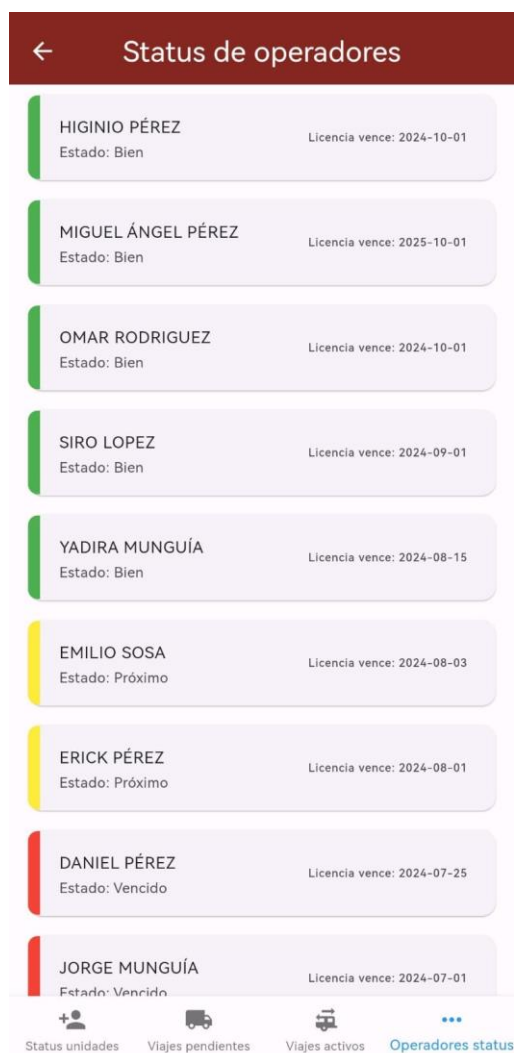 Status de operadores
HIGINIO PÉREZ
Estado: Bien
Licencia vence: 2024-10-01
MIGUEL ÁNGEL PÉREZ
Estado: Bien
Licencia vence: 2025-10-01
OMAR RODRIGUEZ
Estado: Bien
Licencia vence: 2024-10-01
SIRO LOPEZ
Estado: Bien
Licencia vence: 2024-09-01
YADIRA MUNGUÍA
Estado: Bien
Licencia vence: 2024-08-15
EMILIO SOSA
Estado: Próximo
Licencia vence: 2024-08-03
ERICK PÉREZ
Estado: Próximo
Licencia vence: 2024-08-01
DANIEL PÉREZ
Estado: Vencido
Licencia vence: 2024-07-25
JORGE MUNGUÍA
Estado: Vencido
Licencia vence: 2024-07-01
Status unidades
Viajes pendientes
Viajes activos
Operadores status